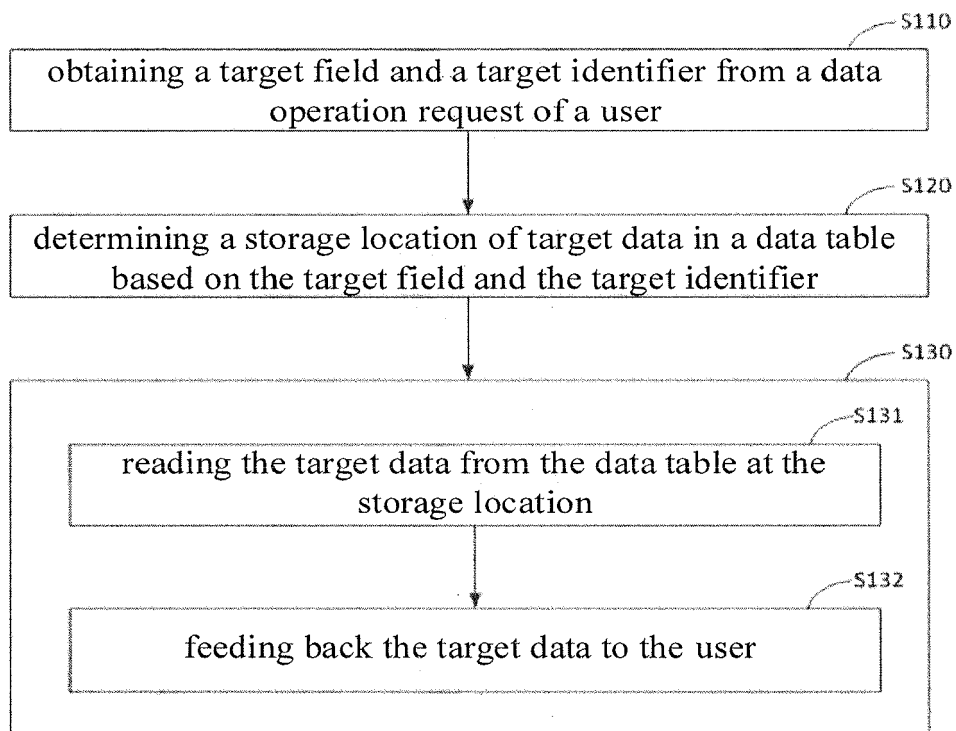 S110
obtaining a target field and a target identifier from a data
operation request of a user
S120
determining a storage location of target data in a data table
based on the target field and the target identifier
S130
S131
reading the target data from the data table at the
storage location
S132
feeding back the target data to the user